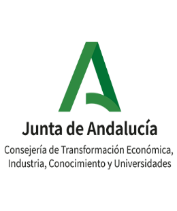 Junta de Andalucía
Consejería de Transformación Económica,
Industria, Conocimiento y Universidades